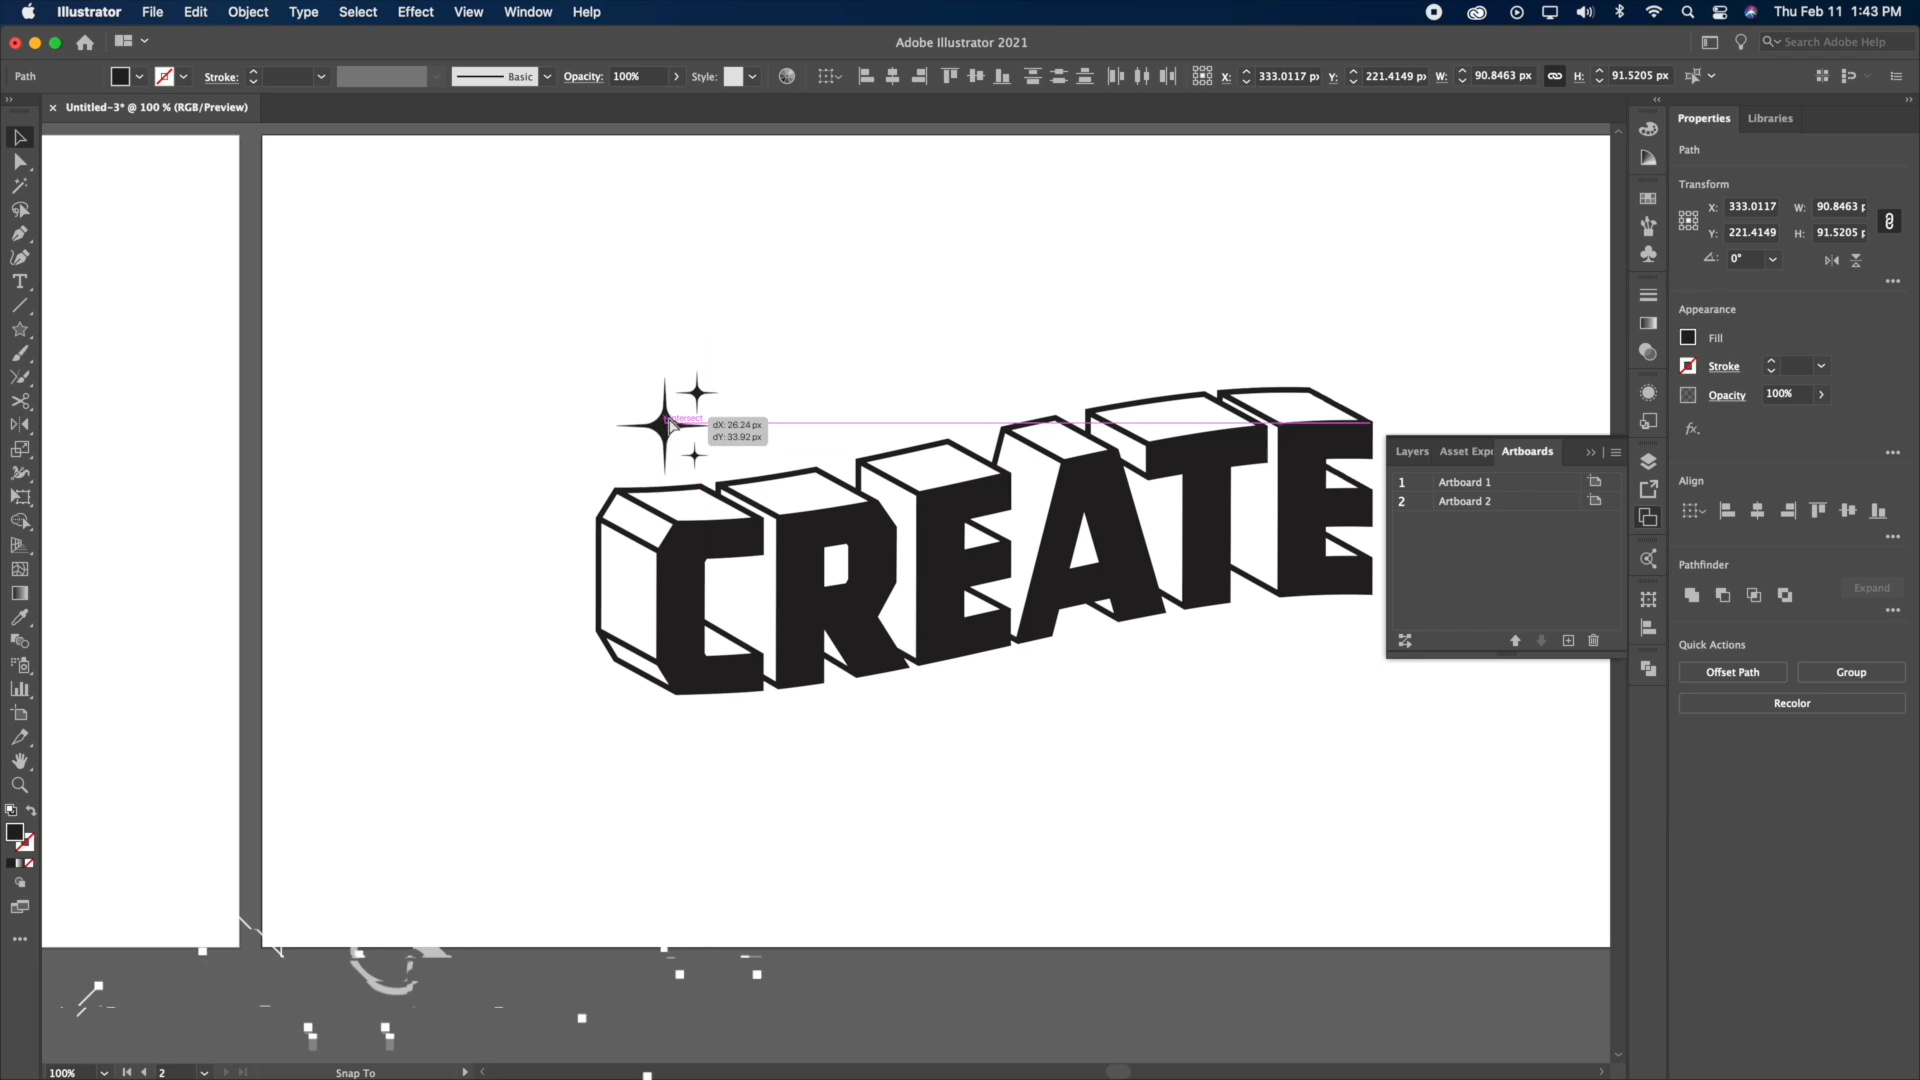 Illustrator File Edit Object Type Select Effect View Window Help Thu Feb 11 1:43 PM
Adobe Illustrator 2021 Search Adobe Help
Path Stroke: Basic Opacity: 100% Style: X: 333.0117 px Y: 221.4149 px W: 90.8463 px H: 91.5205 px
× Untitled-3* @ 100 % (RGB/Preview)
Properties Libraries
Path
Transform
X: 333.0117 W: 90.8463 p
Y: 221.4149 H: 91.5205 p
0°
Appearance
Fill
Stroke
Opacity 100%
fx.
Align
Pathfinder
Expand
Quick Actions
Offset Path Group
Recolor
intersect
dX: 26.24 px
dY: 33.92 px
CREATE
Layers Asset Expo Artboards
1 Artboard 1
2 Artboard 2
100% 2 Snap To